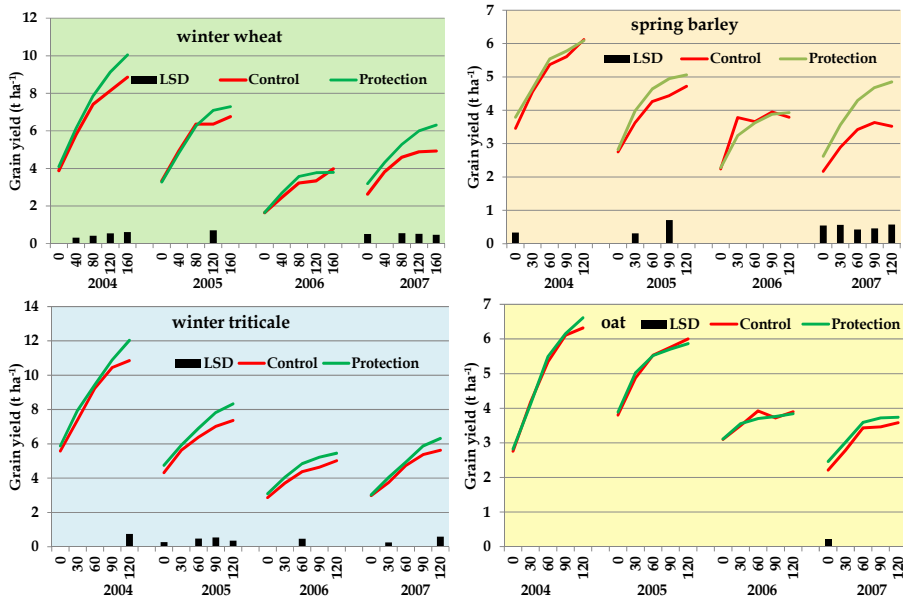 winter wheat
LSD Control Protection
Grain yield (t ha-1)
12
10
8
6
4
2
0
0 40 80 120 160 0 40 80 120 160 0 40 80 120 160 0 40 80 120 160
2004 2005 2006 2007
spring barley
LSD Control Protection
Grain yield (t ha-1)
7
6
5
4
3
2
1
0
0 30 60 90 120 0 30 60 90 120 0 30 60 90 120 0 30 60 90 120
2004 2005 2006 2007
winter triticale
LSD Control Protection
Grain yield (t ha-1)
14
12
10
8
6
4
2
0
0 30 60 90 120 0 30 60 90 120 0 30 60 90 120 0 30 60 90 120
2004 2005 2006 2007
oat
LSD Control Protection
Grain yield (t ha-1)
7
6
5
4
3
2
1
0
0 30 60 90 120 0 30 60 90 120 0 30 60 90 120 0 30 60 90 120
2004 2005 2006 2007